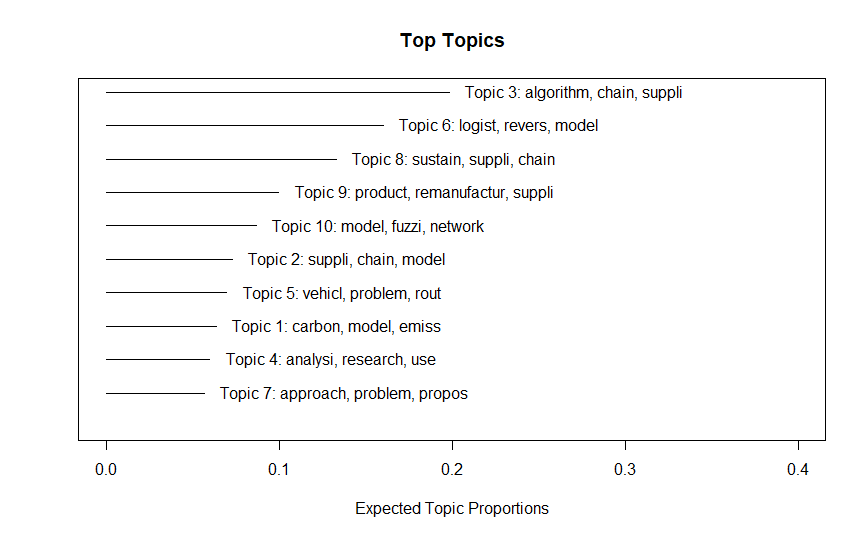 Top Topics
Topic 3: algorithm, chain, suppli
Topic 6: logist, revers, model
Topic 8: sustain, suppli, chain
Topic 9: product, remanufactur, suppli
Topic 10: model, fuzzi, network
Topic 2: suppli, chain, model
Topic 5: vehicl, problem, rout
Topic 1: carbon, model, emiss
Topic 4: analysi, research, use
Topic 7: approach, problem, propos
0.0 0.1 0.2 0.3 0.4
Expected Topic Proportions